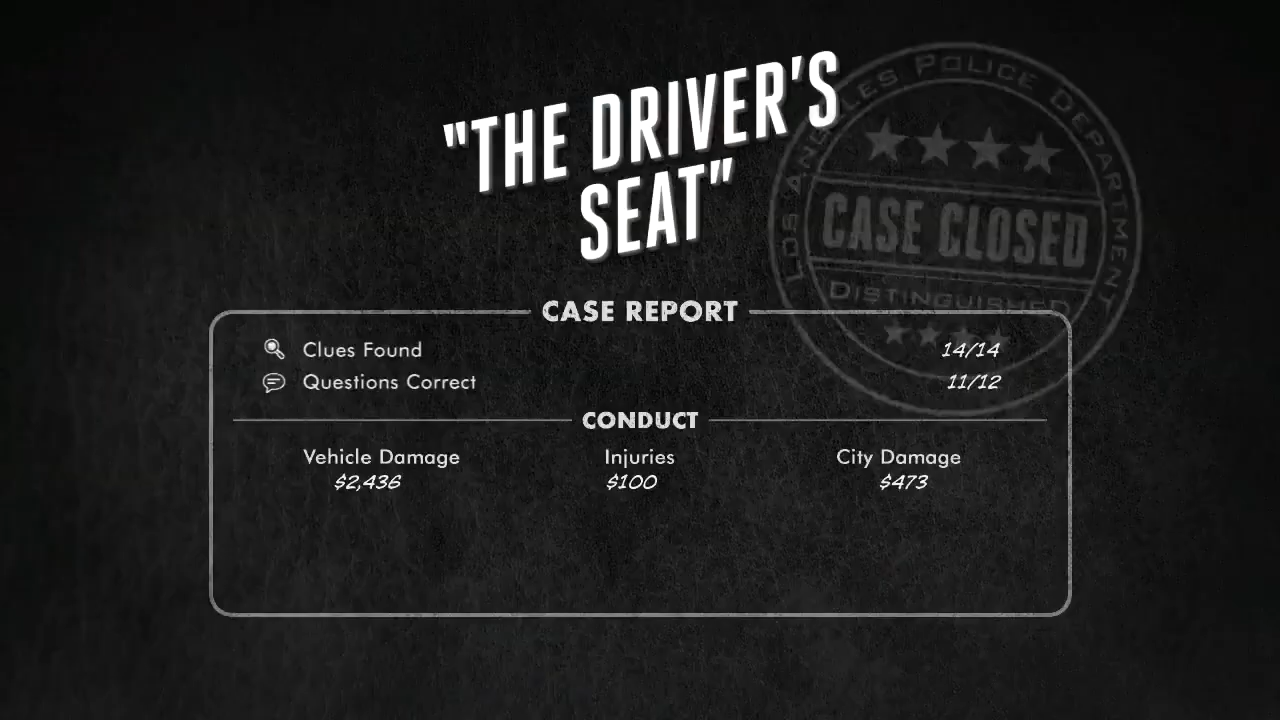 "THE DRIVER'S
SEAT"
LOS ANGELES POLICE DEPARTMENT
CASE CLOSED
DISTINGUISHED
CASE REPORT
Clues Found 14/14
Questions Correct 11/12
CONDUCT
Vehicle Damage Injuries City Damage
$2,436 $100 $473